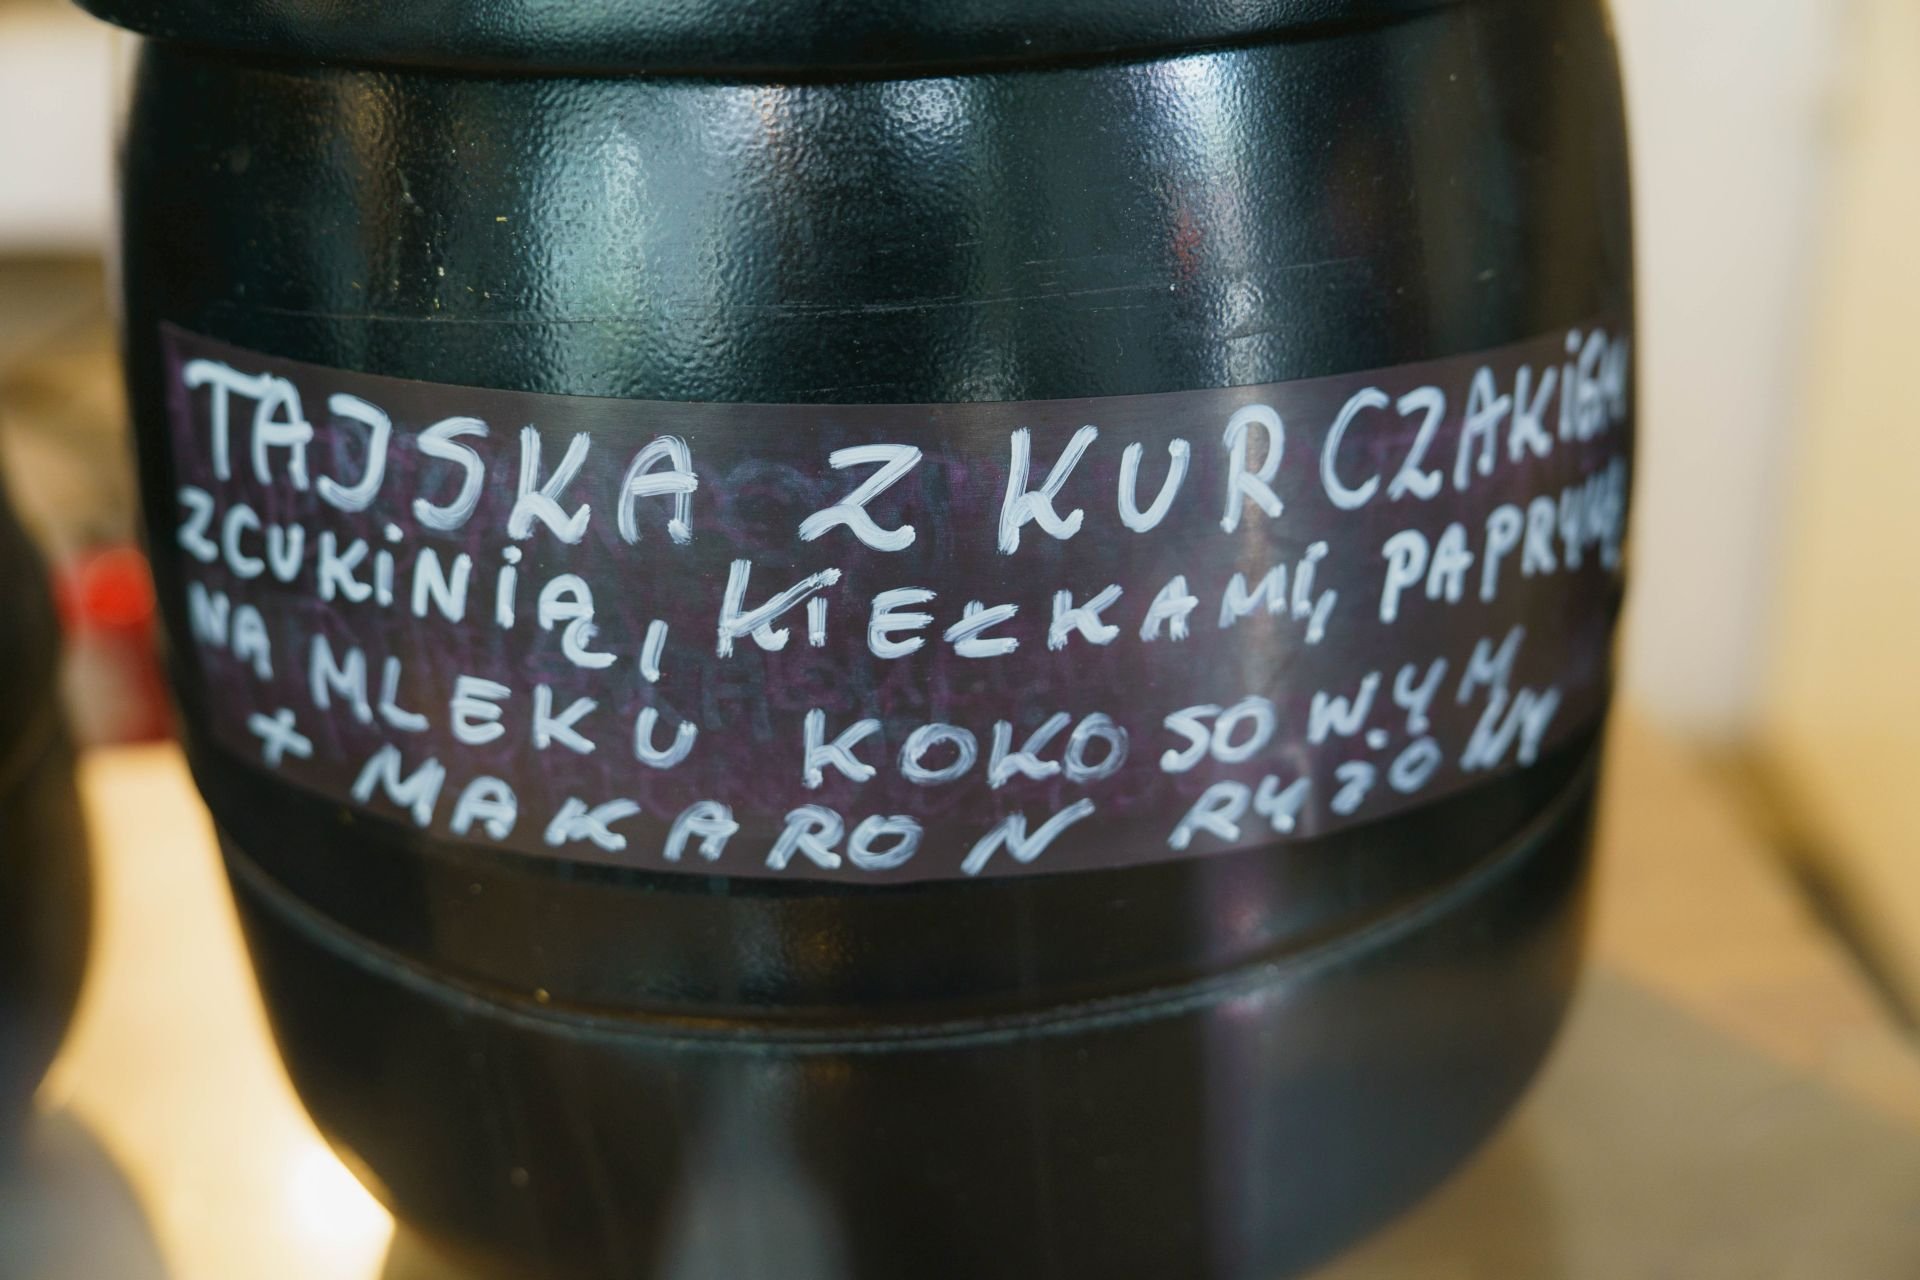 TAJSKA Z KURCZAKIEM
Z CUKINIĄ, KIEŁKAMI, PAPRYKĄ
NA MLEKU KOKOSOWYM
+ MAKARON RYŻOWY